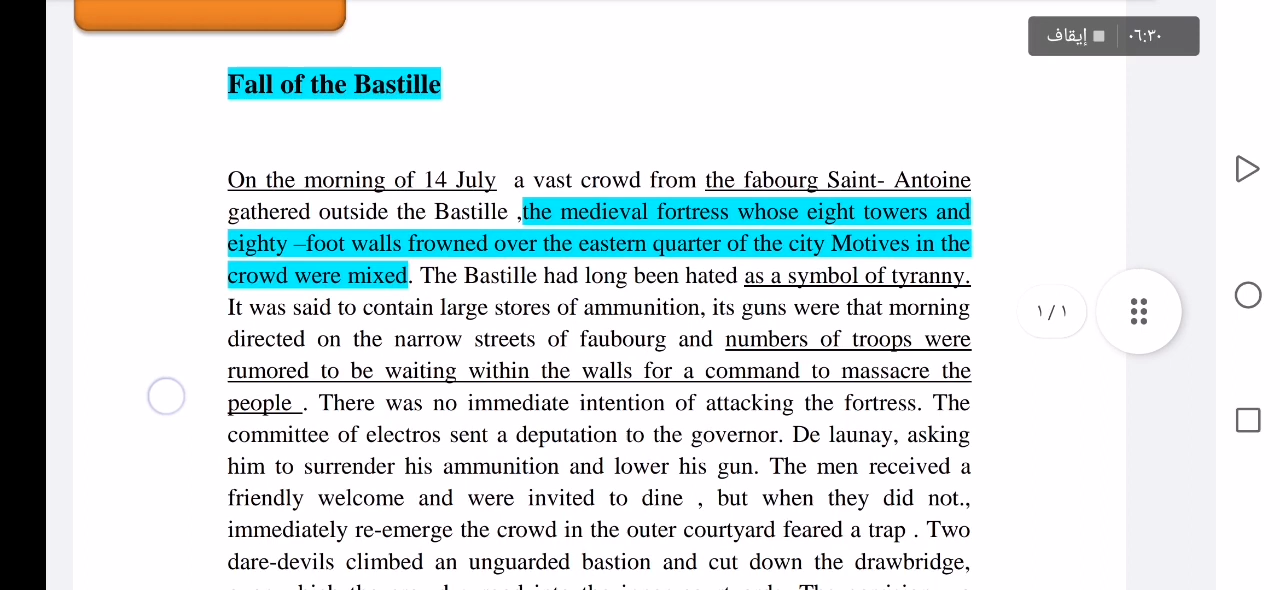 إيقاف ٠٦:٣٠
Fall of the Bastille
On the morning of 14 July a vast crowd from the fabourg Saint- Antoine
gathered outside the Bastille ,the medieval fortress whose eight towers and
eighty –foot walls frowned over the eastern quarter of the city Motives in the
crowd were mixed. The Bastille had long been hated as a symbol of tyranny.
It was said to contain large stores of ammunition, its guns were that morning
directed on the narrow streets of faubourg and numbers of troops were
١ / ١
rumored to be waiting within the walls for a command to massacre the
people . There was no immediate intention of attacking the fortress. The
committee of electros sent a deputation to the governor. De launay, asking
him to surrender his ammunition and lower his gun. The men received a
friendly welcome and were invited to dine , but when they did not.,
immediately re-emerge the crowd in the outer courtyard feared a trap . Two
dare-devils climbed an unguarded bastion and cut down the drawbridge,